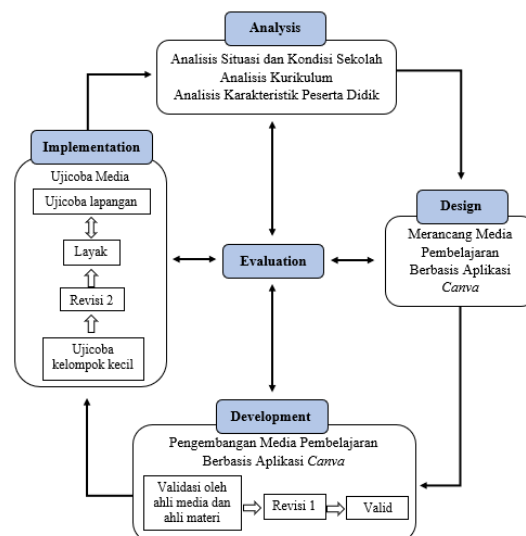 Analysis
Analisis Situasi dan Kondisi Sekolah
Analisis Kurikulum
Analisis Karakteristik Peserta Didik
Implementation
Ujicoba Media
Ujicoba lapangan
Layak
Revisi 2
Ujicoba
kelompok kecil
Evaluation
Design
Merancang Media
Pembelajaran
Berbasis Aplikasi
Canva
Development
Pengembangan Media Pembelajaran
Berbasis Aplikasi Canva
Validasi oleh
ahli media dan
ahli materi
Revisi 1
Valid